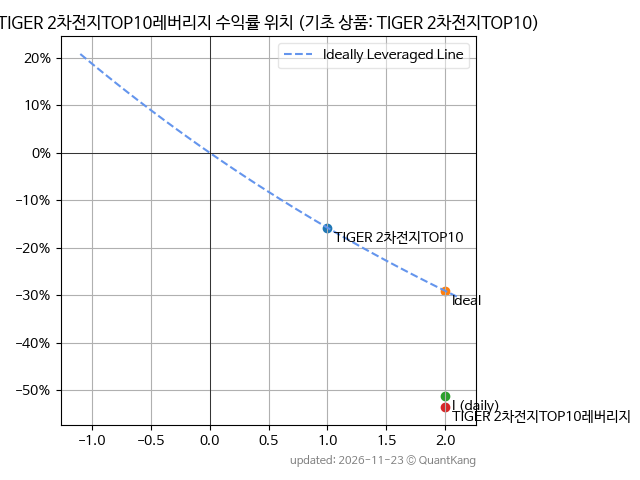 TIGER 2차전지TOP10레버리지 수익률 위치 (기초 상품: TIGER 2차전지TOP10)
Ideally Leveraged Line
20%
10%
0%
−10%
−20%
−30%
−40%
−50%
TIGER 2차전지TOP10
Ideal
l (daily)
TIGER 2차전지TOP10레버리지
−1.0 −0.5 0.0 0.5 1.0 1.5 2.0
updated: 2026-11-23 © QuantKang